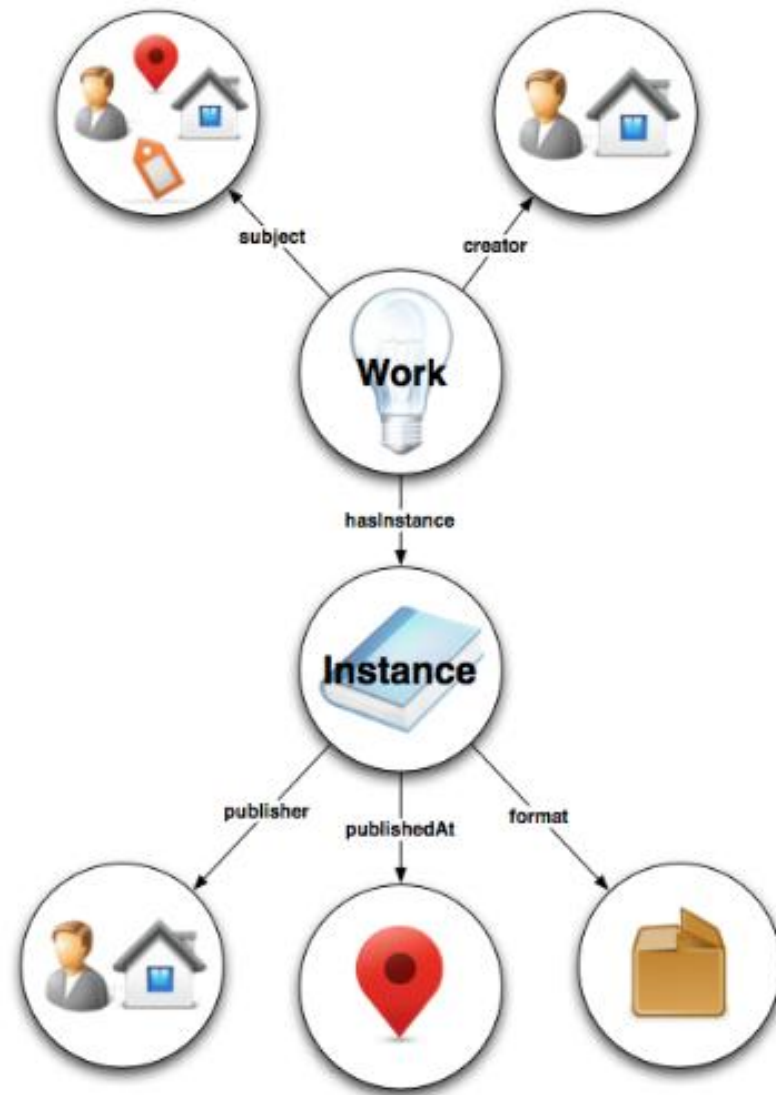 subject
creator
Work
hasInstance
Instance
publisher
publishedAt
format